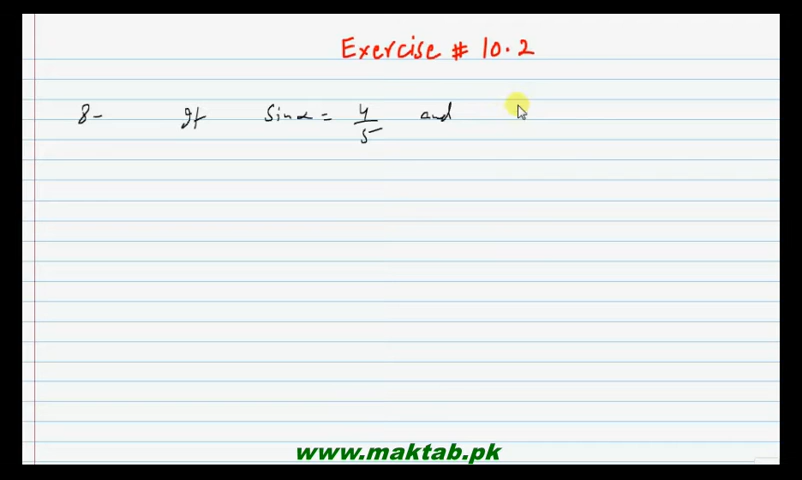 Exercise # 10.2
8- If Sinα = 4/5 and
www.maktab.pk